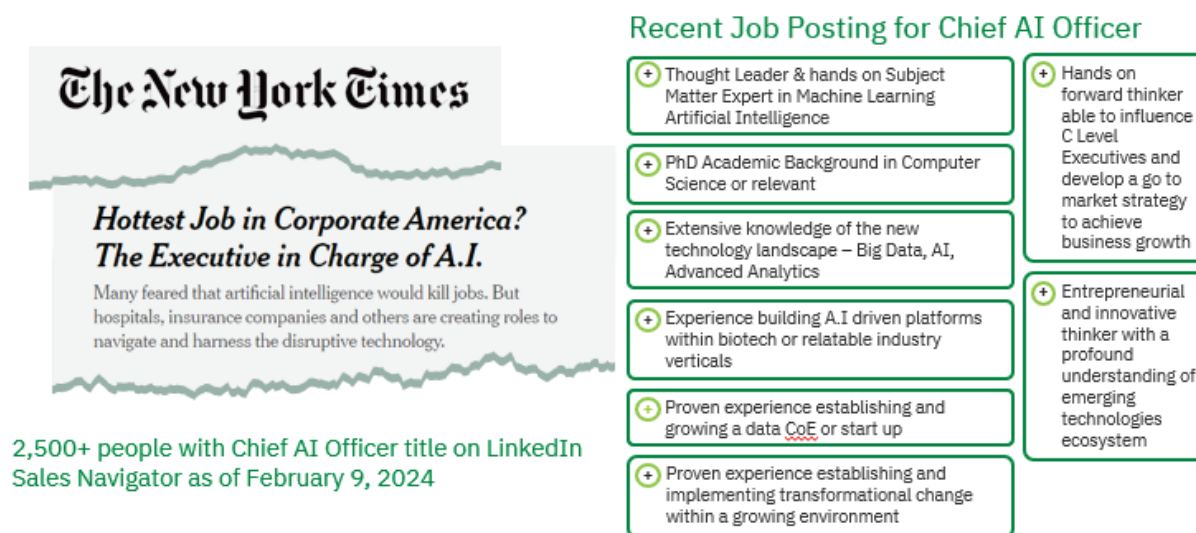 The New York Times
Hottest Job in Corporate America?
The Executive in Charge of A.I.
Many feared that artificial intelligence would kill jobs. But
hospitals, insurance companies and others are creating roles to
navigate and harness the disruptive technology.
2,500+ people with Chief AI Officer title on LinkedIn
Sales Navigator as of February 9, 2024
Recent Job Posting for Chief AI Officer
+ Thought Leader & hands on Subject
Matter Expert in Machine Learning
Artificial Intelligence
+ PhD Academic Background in Computer
Science or relevant
+ Extensive knowledge of the new
technology landscape – Big Data, AI,
Advanced Analytics
+ Experience building A.I driven platforms
within biotech or relatable industry
verticals
+ Proven experience establishing and
growing a data CoE or start up
+ Proven experience establishing and
implementing transformational change
within a growing environment
+ Hands on
forward thinker
able to influence
C Level
Executives and
develop a go to
market strategy
to achieve
business growth
+ Entrepreneurial
and innovative
thinker with a
profound
understanding of
emerging
technologies
ecosystem